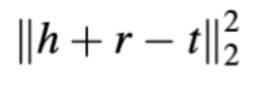 ‖h + r − t‖₂²